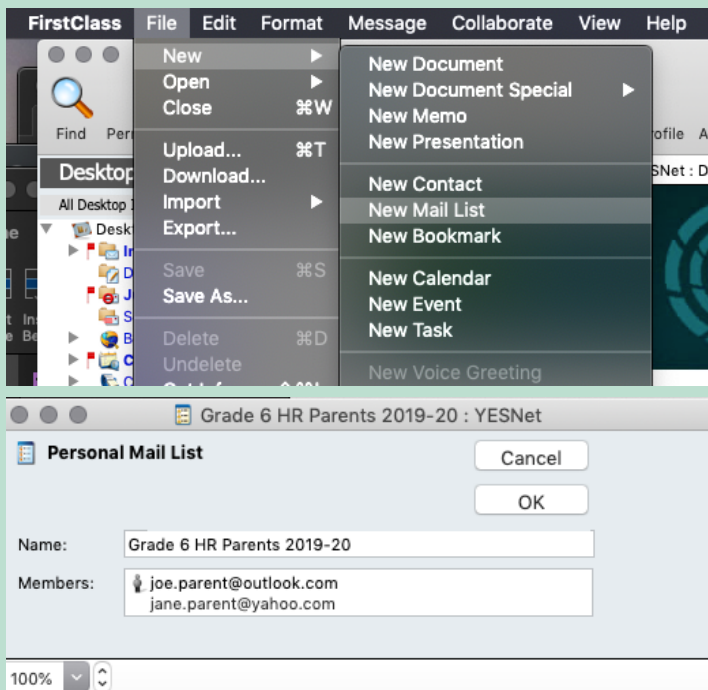 FirstClass File Edit Format Message Collaborate View Help
New
Open
Close ⌘W
Upload... ⌘T
Download...
Import
Export...
Save ⌘S
Save As...
Delete ⌘D
Undelete
New Document
New Document Special
New Memo
New Presentation
New Contact
New Mail List
New Bookmark
New Calendar
New Event
New Task
New Voice Greeting
Find
Desktop
All Desktop
Grade 6 HR Parents 2019-20 : YESNet
Personal Mail List
Cancel
OK
Name: Grade 6 HR Parents 2019-20
Members: joe.parent@outlook.com
jane.parent@yahoo.com
100%